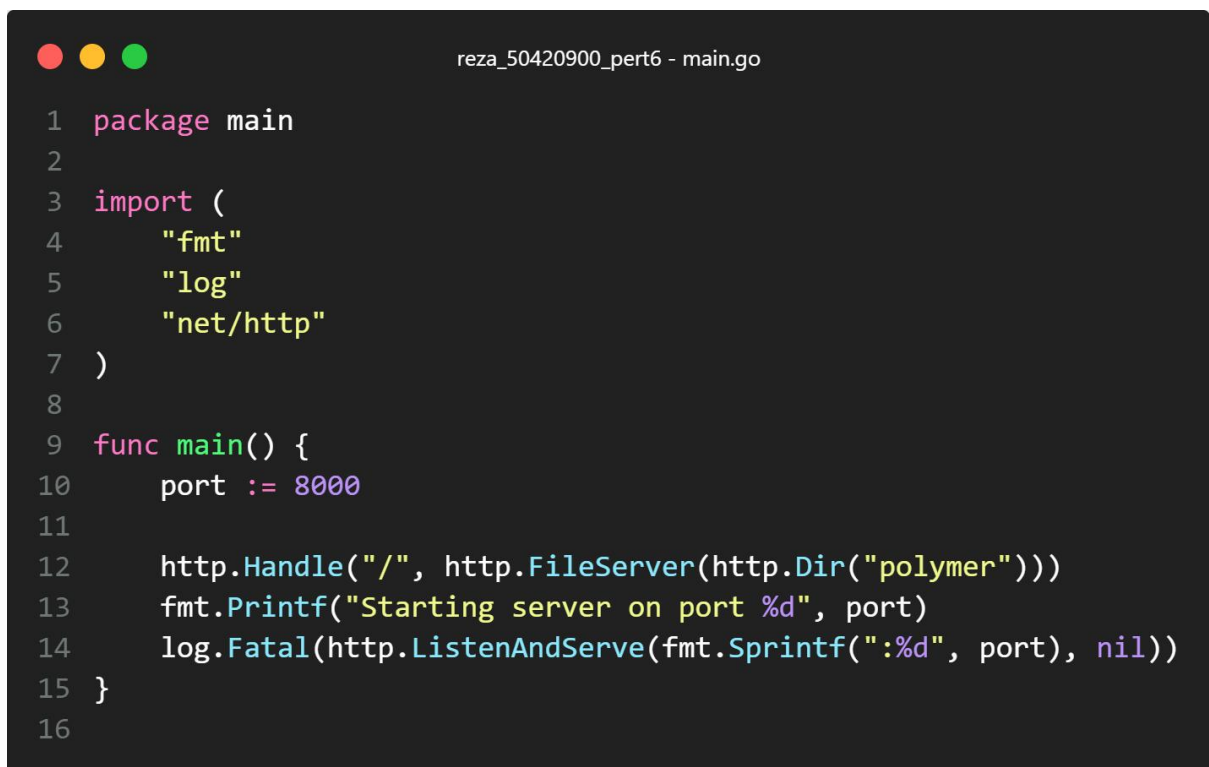 reza_50420900_pert6 - main.go
1 package main
2
3 import (
4     "fmt"
5     "log"
6     "net/http"
7 )
8
9 func main() {
10     port := 8000
11
12     http.Handle("/", http.FileServer(http.Dir("polymer")))
13     fmt.Printf("Starting server on port %d", port)
14     log.Fatal(http.ListenAndServe(fmt.Sprintf(":%d", port), nil))
15 }
16